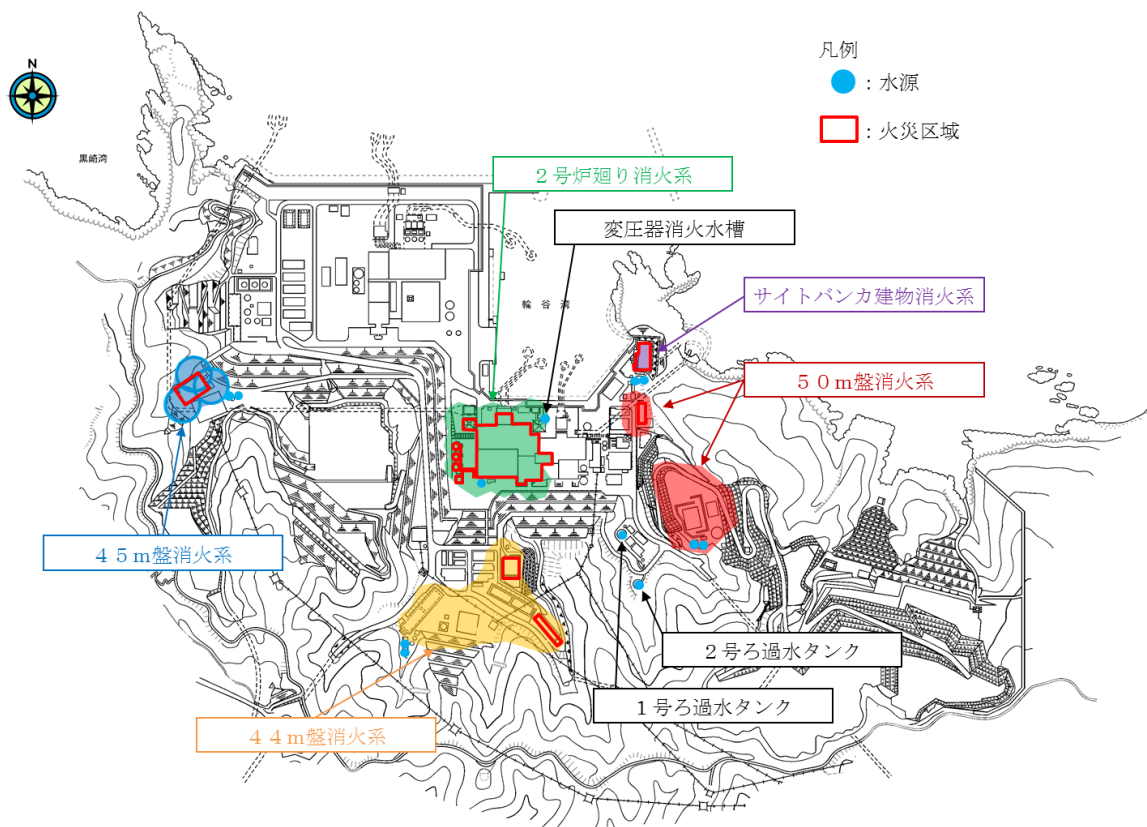 凡例
：水源
：火災区域
N
黒崎湾
２号炉廻り消火系
変圧器消火水槽
輪谷湾
サイトバンカ建物消火系
５０ｍ盤消火系
４５ｍ盤消火系
２号ろ過水タンク
１号ろ過水タンク
４４ｍ盤消火系